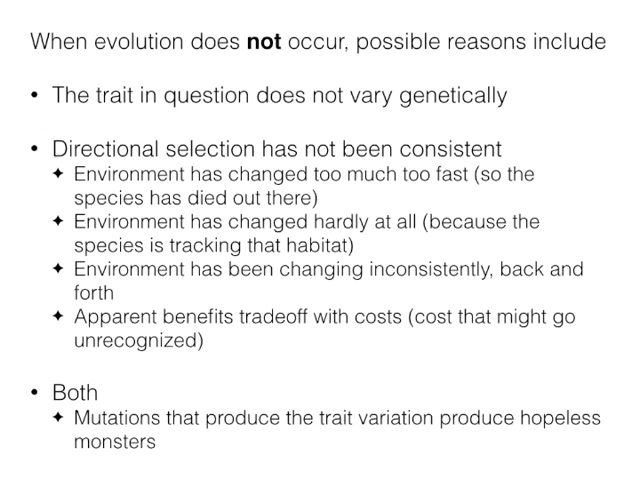 When evolution does not occur, possible reasons include
• The trait in question does not vary genetically
• Directional selection has not been consistent
✦ Environment has changed too much too fast (so the
species has died out there)
✦ Environment has changed hardly at all (because the
species is tracking that habitat)
✦ Environment has been changing inconsistently, back and
forth
✦ Apparent benefits tradeoff with costs (cost that might go
unrecognized)
• Both
✦ Mutations that produce the trait variation produce hopeless
monsters